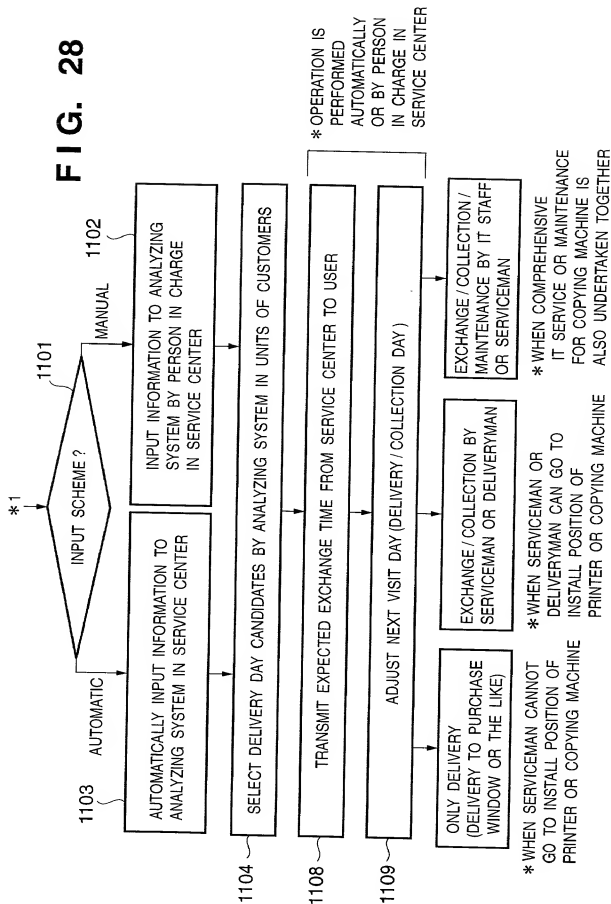 FIG. 28
*1
1101
INPUT SCHEME ?
AUTOMATIC
MANUAL
1103
AUTOMATICALLY INPUT INFORMATION TO
ANALYZING SYSTEM IN SERVICE CENTER
1102
INPUT INFORMATION TO ANALYZING
SYSTEM BY PERSON IN CHARGE
IN SERVICE CENTER
1104
SELECT DELIVERY DAY CANDIDATES BY ANALYZING SYSTEM IN UNITS OF CUSTOMERS
1108
TRANSMIT EXPECTED EXCHANGE TIME FROM SERVICE CENTER TO USER
1109
ADJUST NEXT VISIT DAY (DELIVERY / COLLECTION DAY)
* OPERATION IS
PERFORMED
AUTOMATICALLY
OR BY PERSON
IN CHARGE IN
SERVICE CENTER
ONLY DELIVERY
(DELIVERY TO PURCHASE
WINDOW OR THE LIKE)
* WHEN SERVICEMAN CANNOT
GO TO INSTALL POSITION OF
PRINTER OR COPYING MACHINE
EXCHANGE / COLLECTION BY
SERVICEMAN OR DELIVERYMAN
* WHEN SERVICEMAN OR
DELIVERYMAN CAN GO TO
INSTALL POSITION OF
PRINTER OR COPYING MACHINE
EXCHANGE / COLLECTION /
MAINTENANCE BY IT STAFF
OR SERVICEMAN
* WHEN COMPREHENSIVE
IT SERVICE OR MAINTENANCE
FOR COPYING MACHINE IS
ALSO UNDERTAKEN TOGETHER